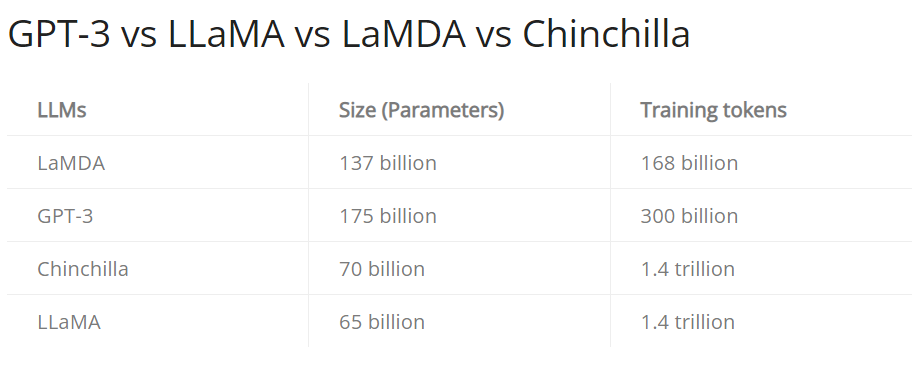 GPT-3 vs LLaMA vs LaMDA vs Chinchilla
LLMs Size (Parameters) Training tokens
LaMDA 137 billion 168 billion
GPT-3 175 billion 300 billion
Chinchilla 70 billion 1.4 trillion
LLaMA 65 billion 1.4 trillion